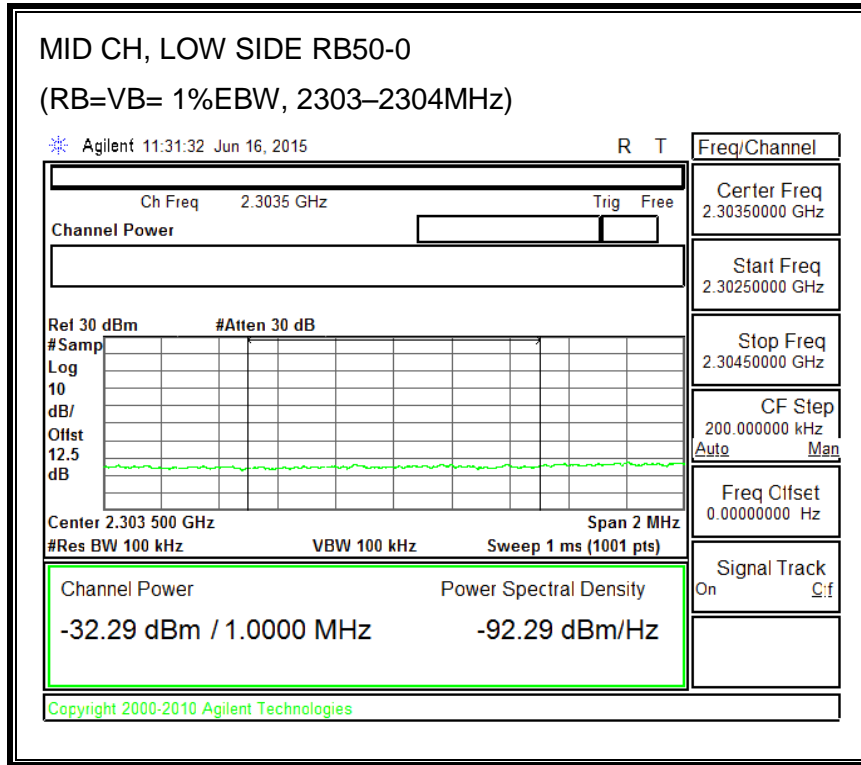 MID CH, LOW SIDE RB50-0
(RB=VB= 1%EBW, 2303–2304MHz)
Agilent 11:31:32 Jun 16, 2015 R T
Freq/Channel
Ch Freq 2.3035 GHz Trig Free
Channel Power
Center Freq
2.30350000 GHz
Start Freq
2.30250000 GHz
Stop Freq
2.30450000 GHz
CF Step
200.000000 kHz
Auto Man
Freq Offset
0.00000000 Hz
Signal Track
On Off
Ref 30 dBm #Atten 30 dB
#Samp
Log
10
dB/
Offst
12.5
dB
Center 2.303 500 GHz Span 2 MHz
#Res BW 100 kHz VBW 100 kHz Sweep 1 ms (1001 pts)
Channel Power Power Spectral Density
-32.29 dBm / 1.0000 MHz -92.29 dBm/Hz
Copyright 2000-2010 Agilent Technologies